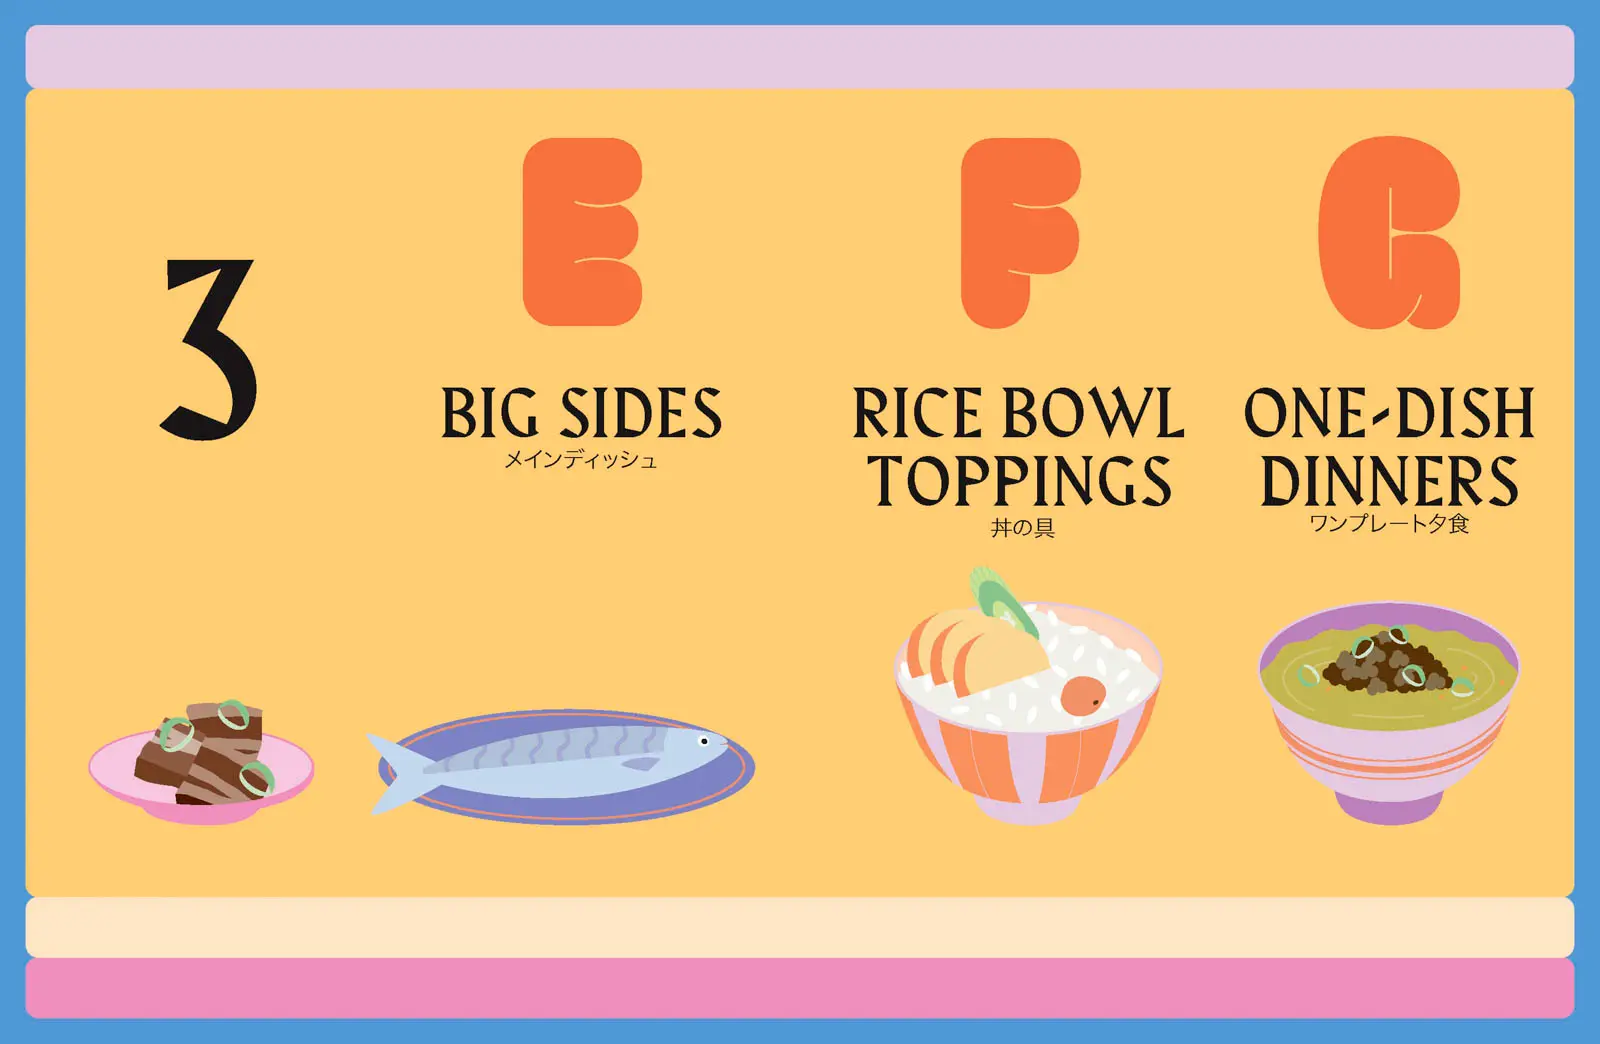 3
E
BIG SIDES
メインディッシュ
F
RICE BOWL
TOPPINGS
丼の具
G
ONE-DISH
DINNERS
ワンプレート夕食